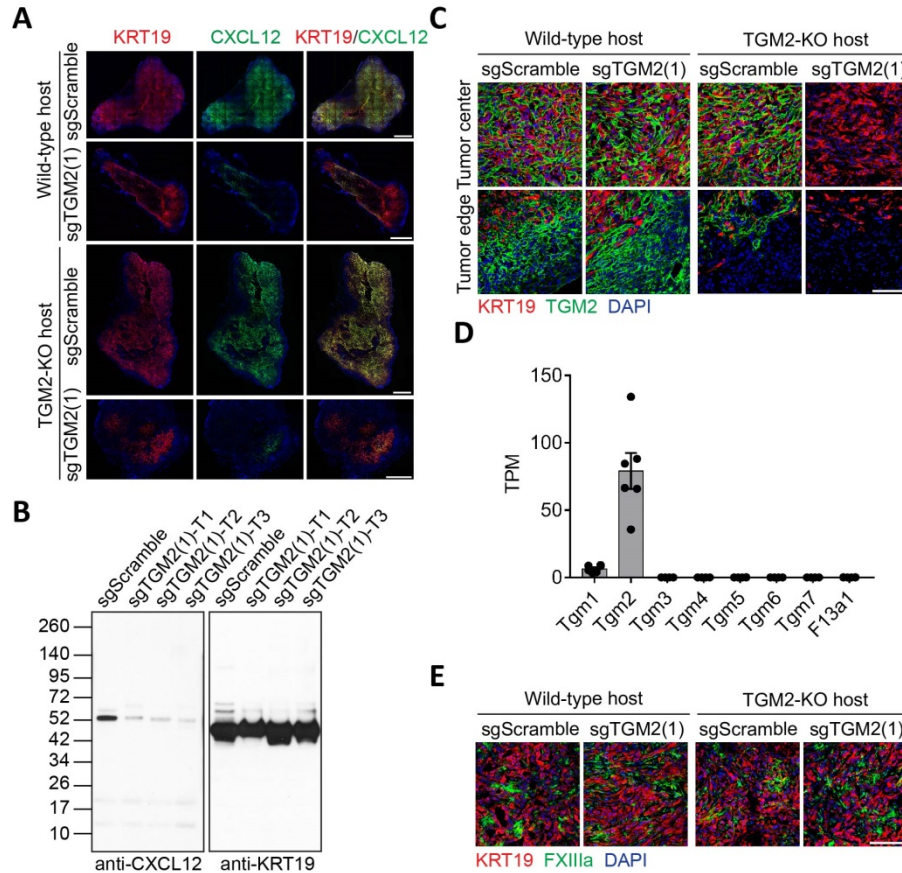 A
KRT19 CXCL12 KRT19/CXCL12
Wild-type host
sgScramble
sgTGM2(1)
TGM2-KO host
sgScramble
sgTGM2(1)
B
sgScramble
sgTGM2(1)-T1
sgTGM2(1)-T2
sgTGM2(1)-T3
sgScramble
sgTGM2(1)-T1
sgTGM2(1)-T2
sgTGM2(1)-T3
260
140
95
72
52
42
34
26
17
10
anti-CXCL12 anti-KRT19
C
Wild-type host TGM2-KO host
sgScramble sgTGM2(1) sgScramble sgTGM2(1)
Tumor center
Tumor edge
KRT19 TGM2 DAPI
D
TPM
150
100
50
0
Tgm1
Tgm2
Tgm3
Tgm4
Tgm5
Tgm6
Tgm7
F13a1
E
Wild-type host TGM2-KO host
sgScramble sgTGM2(1) sgScramble sgTGM2(1)
KRT19 FXIIIa DAPI